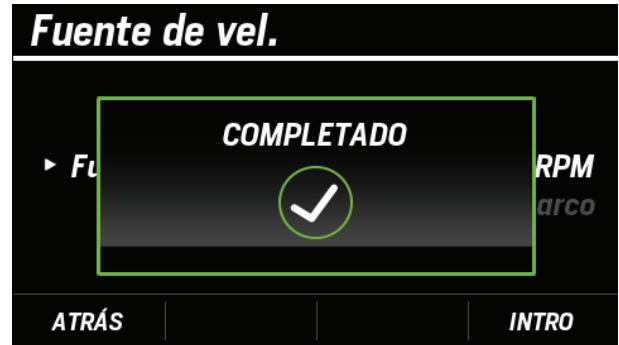 Fuente de vel.
COMPLETADO
RPM
arco
ATRÁS INTRO